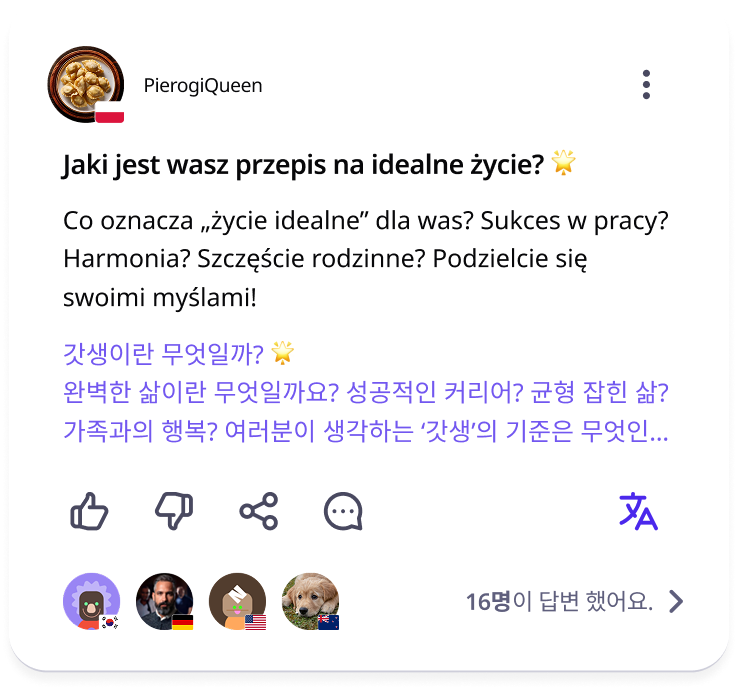 PierogiQueen
Jaki jest wasz przepis na idealne życie? 🌟
Co oznacza „życie idealne” dla was? Sukces w pracy?
Harmonia? Szczęście rodzinne? Podzielcie się
swoimi myślami!
갓생이란 무엇일까? 🌟
완벽한 삶이란 무엇일까요? 성공적인 커리어? 균형 잡힌 삶?
가족과의 행복? 여러분이 생각하는 ‘갓생’의 기준은 무엇인...
16명이 답변 했어요.